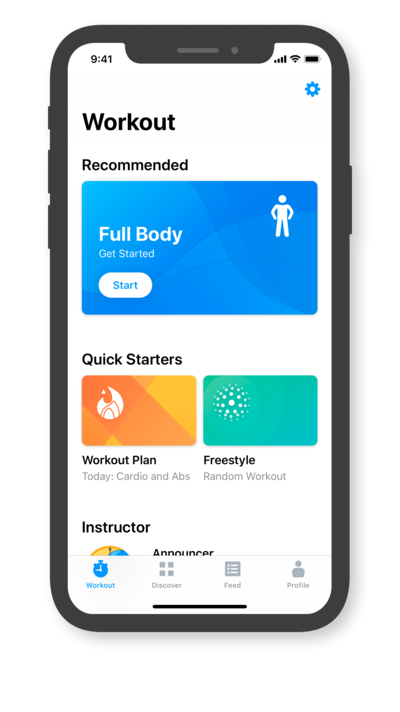 9:41
Workout
Recommended
Full Body
Get Started
Start
Quick Starters
Workout Plan
Today: Cardio and Abs
Freestyle
Random Workout
Instructor
Announcer
Workout
Discover
Feed
Profile